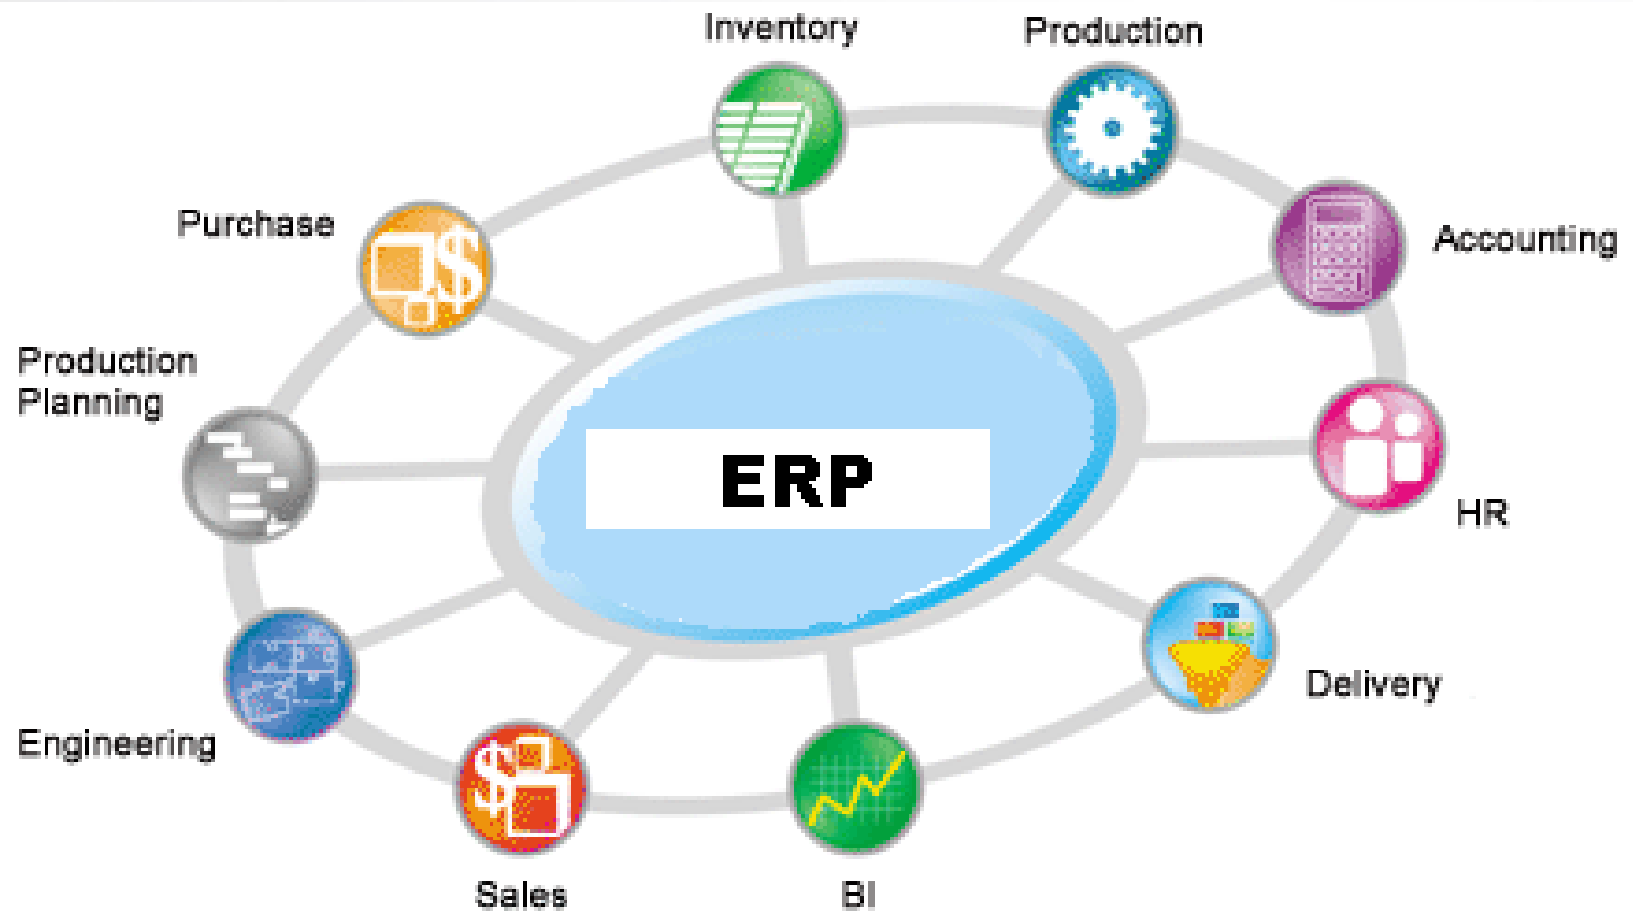 Inventory
Production
Purchase
Accounting
Production
Planning
ERP
HR
Delivery
Engineering
Sales
BI
$
$